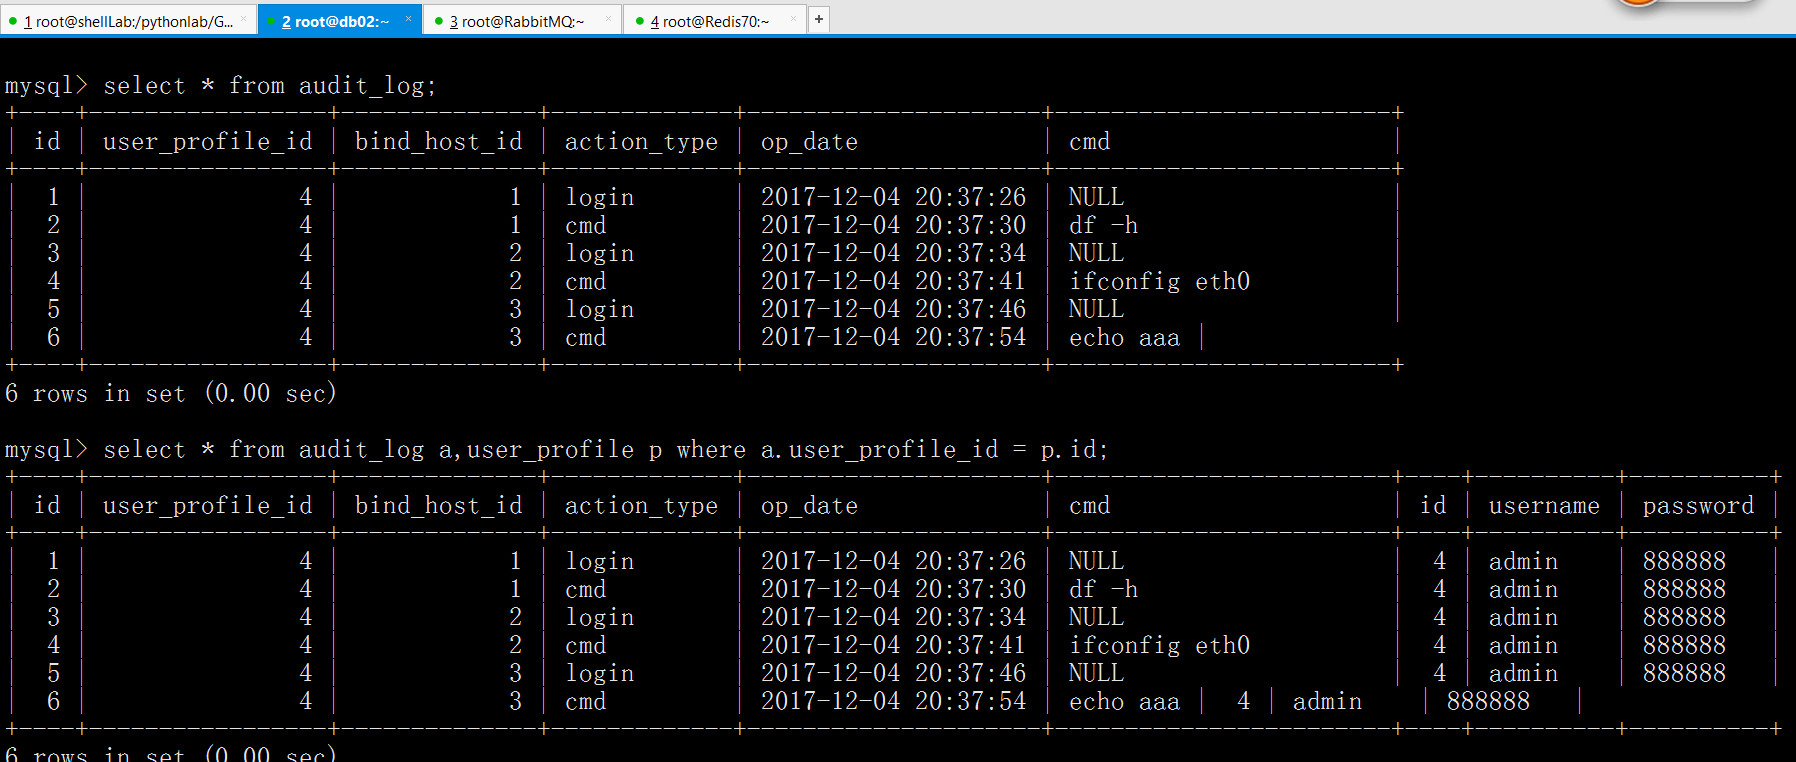 1 root@shellLab:/pythonlab/G... × 2 root@db02:~ × 3 root@RabbitMQ:~ × 4 root@Redis70:~ × +
mysql> select * from audit_log;
+----+-----------------+--------------+-------------+---------------------+------------------------+
| id | user_profile_id | bind_host_id | action_type | op_date             | cmd                    |
+----+-----------------+--------------+-------------+---------------------+------------------------+
|  1 |               4 |            1 | login       | 2017-12-04 20:37:26 | NULL                   |
|  2 |               4 |            1 | cmd         | 2017-12-04 20:37:30 | df -h                  |
|  3 |               4 |            2 | login       | 2017-12-04 20:37:34 | NULL                   |
|  4 |               4 |            2 | cmd         | 2017-12-04 20:37:41 | ifconfig eth0          |
|  5 |               4 |            3 | login       | 2017-12-04 20:37:46 | NULL                   |
|  6 |               4 |            3 | cmd         | 2017-12-04 20:37:54 | echo aaa |
+----+-----------------+--------------+-------------+---------------------+------------------------+
6 rows in set (0.00 sec)
mysql> select * from audit_log a,user_profile p where a.user_profile_id = p.id;
+----+-----------------+--------------+-------------+---------------------+------------------------+----+----------+----------+
| id | user_profile_id | bind_host_id | action_type | op_date             | cmd                    | id | username | password |
+----+-----------------+--------------+-------------+---------------------+------------------------+----+----------+----------+
|  1 |               4 |            1 | login       | 2017-12-04 20:37:26 | NULL                   |  4 | admin    | 888888   |
|  2 |               4 |            1 | cmd         | 2017-12-04 20:37:30 | df -h                  |  4 | admin    | 888888   |
|  3 |               4 |            2 | login       | 2017-12-04 20:37:34 | NULL                   |  4 | admin    | 888888   |
|  4 |               4 |            2 | cmd         | 2017-12-04 20:37:41 | ifconfig eth0          |  4 | admin    | 888888   |
|  5 |               4 |            3 | login       | 2017-12-04 20:37:46 | NULL                   |  4 | admin    | 888888   |
|  6 |               4 |            3 | cmd         | 2017-12-04 20:37:54 | echo aaa |  4 | admin    | 888888   |
+----+-----------------+--------------+-------------+---------------------+------------------------+----+----------+----------+
6 rows in set (0.00 sec)